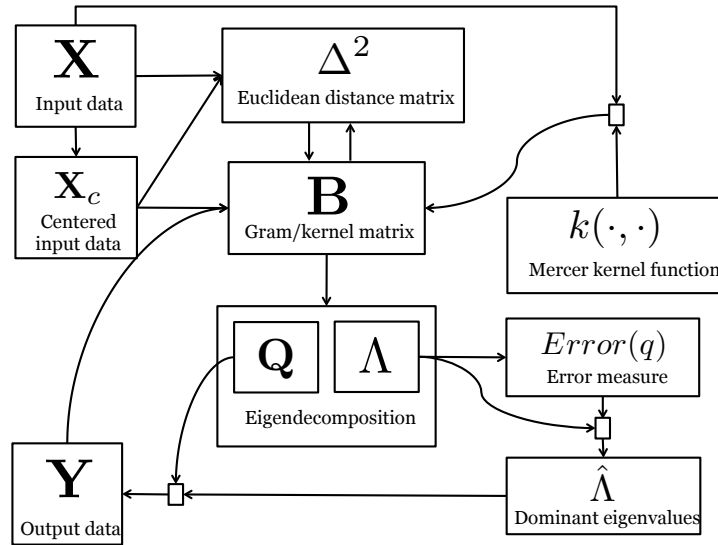 X
Input data
Δ²
Euclidean distance matrix
X_c
Centered
input data
B
Gram/kernel matrix
k(·,·)
Mercer kernel function
Q
Λ
Eigendecomposition
Error(q)
Error measure
Y
Output data
Λ̂
Dominant eigenvalues